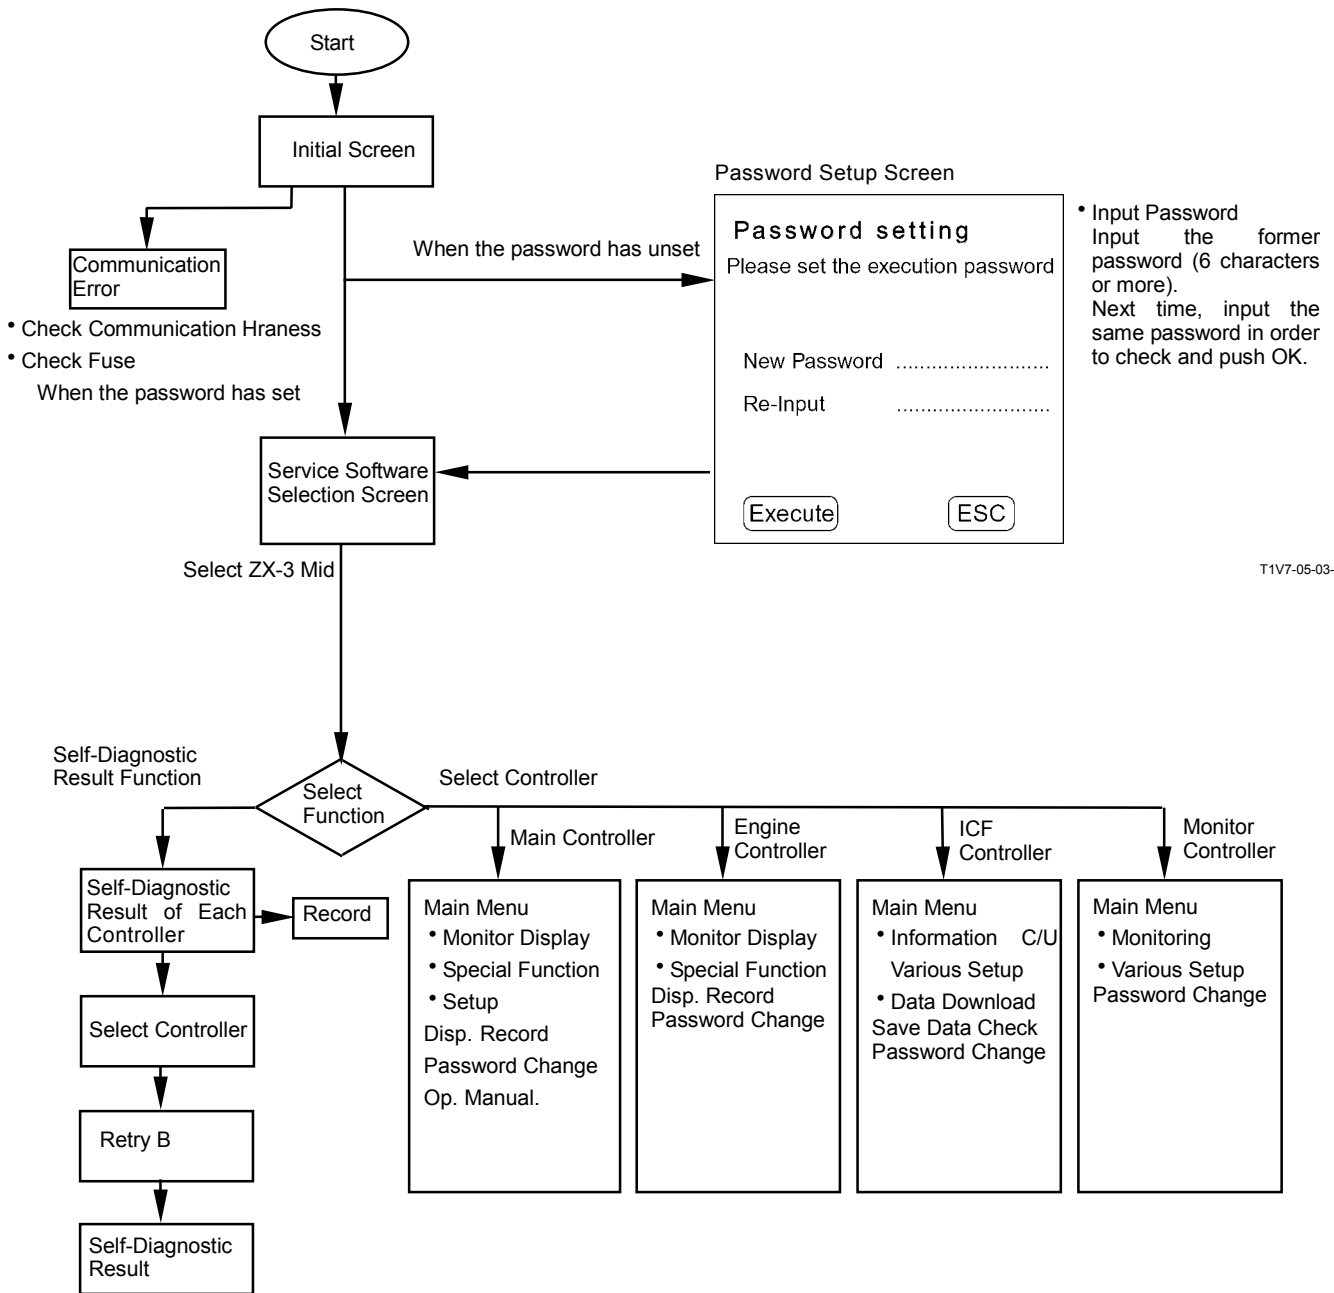 Start
Initial Screen
Password Setup Screen
Communication
Error
• Check Communication Hraness
• Check Fuse
When the password has set
When the password has unset
Password setting
Please set the execution password
New Password ..........................
Re-Input ..........................
Execute
ESC
• Input Password
Input the former
password (6 characters
or more).
Next time, input the
same password in order
to check and push OK.
Service Software
Selection Screen
Select ZX-3 Mid
T1V7-05-03-
Self-Diagnostic
Result Function
Select
Function
Select Controller
Main Controller
Engine
Controller
ICF
Controller
Monitor
Controller
Self-Diagnostic
Result of Each
Controller
Record
Select Controller
Retry B
Self-Diagnostic
Result
Main Menu
• Monitor Display
• Special Function
• Setup
Disp. Record
Password Change
Op. Manual.
Main Menu
• Monitor Display
• Special Function
Disp. Record
Password Change
Main Menu
• Information C/U
Various Setup
• Data Download
Save Data Check
Password Change
Main Menu
• Monitoring
• Various Setup
Password Change